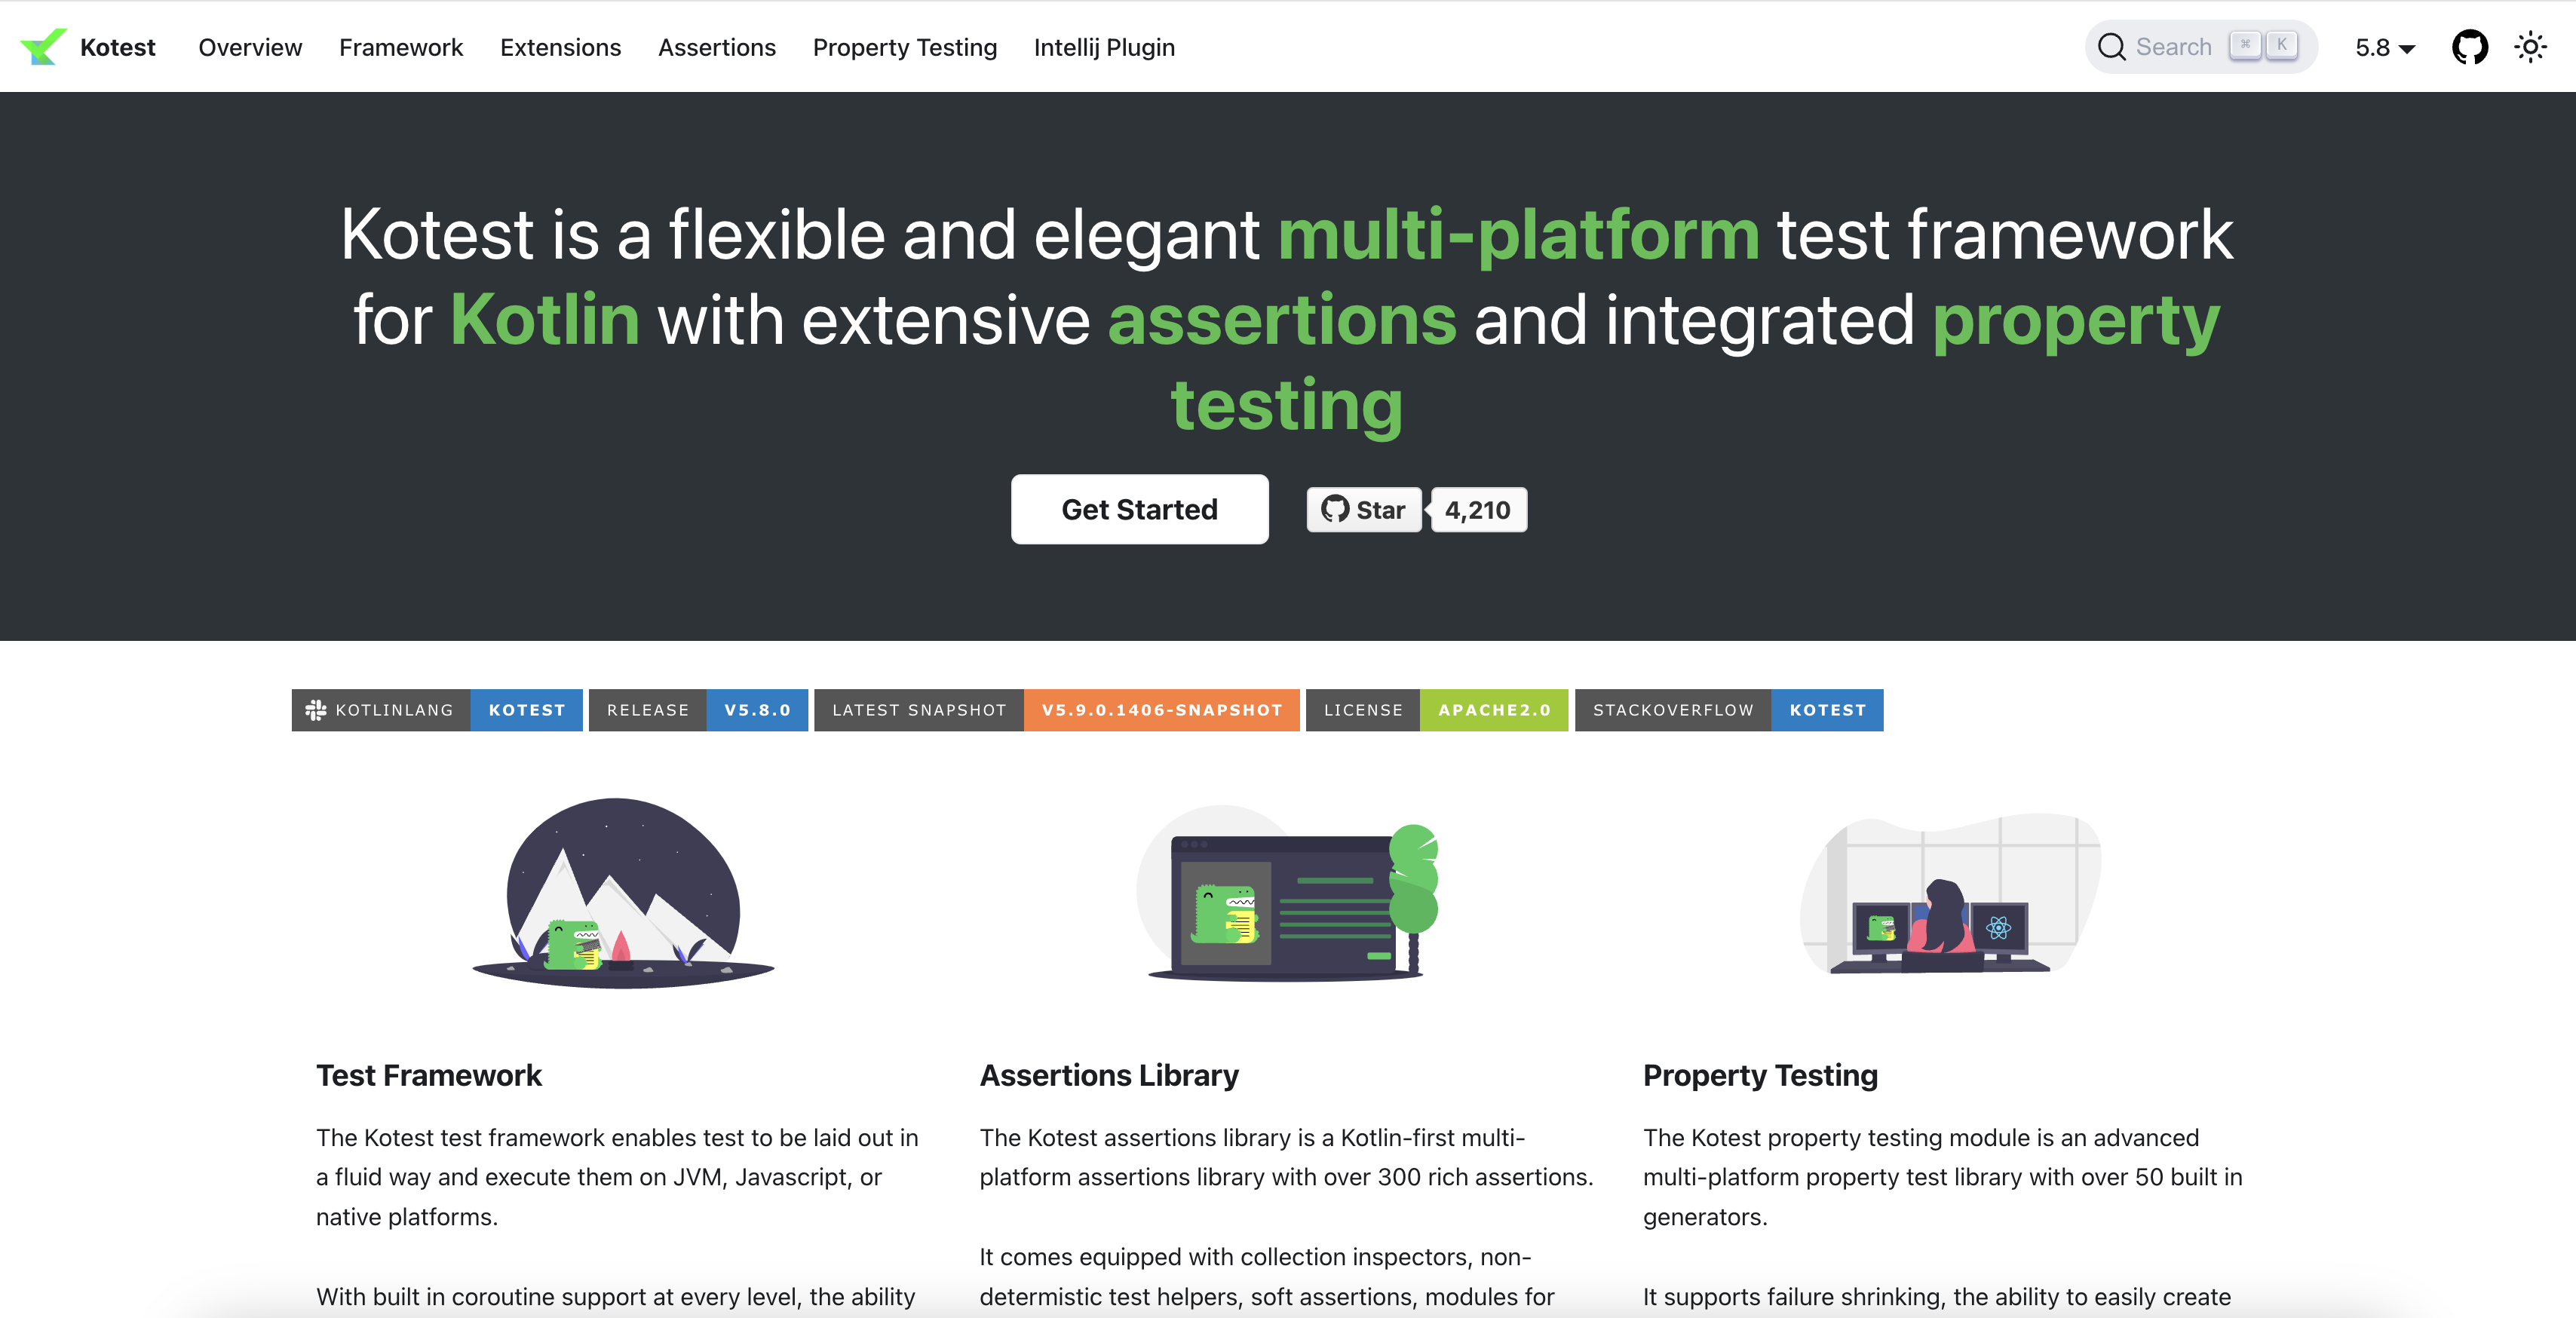 Kotest Overview Framework Extensions Assertions Property Testing Intellij Plugin Search ⌘ K 5.8
Kotest is a flexible and elegant multi-platform test framework
for Kotlin with extensive assertions and integrated property
testing
Get Started Star 4,210
KOTLINLANG KOTEST RELEASE V5.8.0 LATEST SNAPSHOT V5.9.0.1406-SNAPSHOT LICENSE APACHE2.0 STACKOVERFLOW KOTEST
Test Framework
The Kotest test framework enables test to be laid out in
a fluid way and execute them on JVM, Javascript, or
native platforms.
With built in coroutine support at every level, the ability
Assertions Library
The Kotest assertions library is a Kotlin-first multi-
platform assertions library with over 300 rich assertions.
It comes equipped with collection inspectors, non-
determistic test helpers, soft assertions, modules for
Property Testing
The Kotest property testing module is an advanced
multi-platform property test library with over 50 built in
generators.
It supports failure shrinking, the ability to easily create